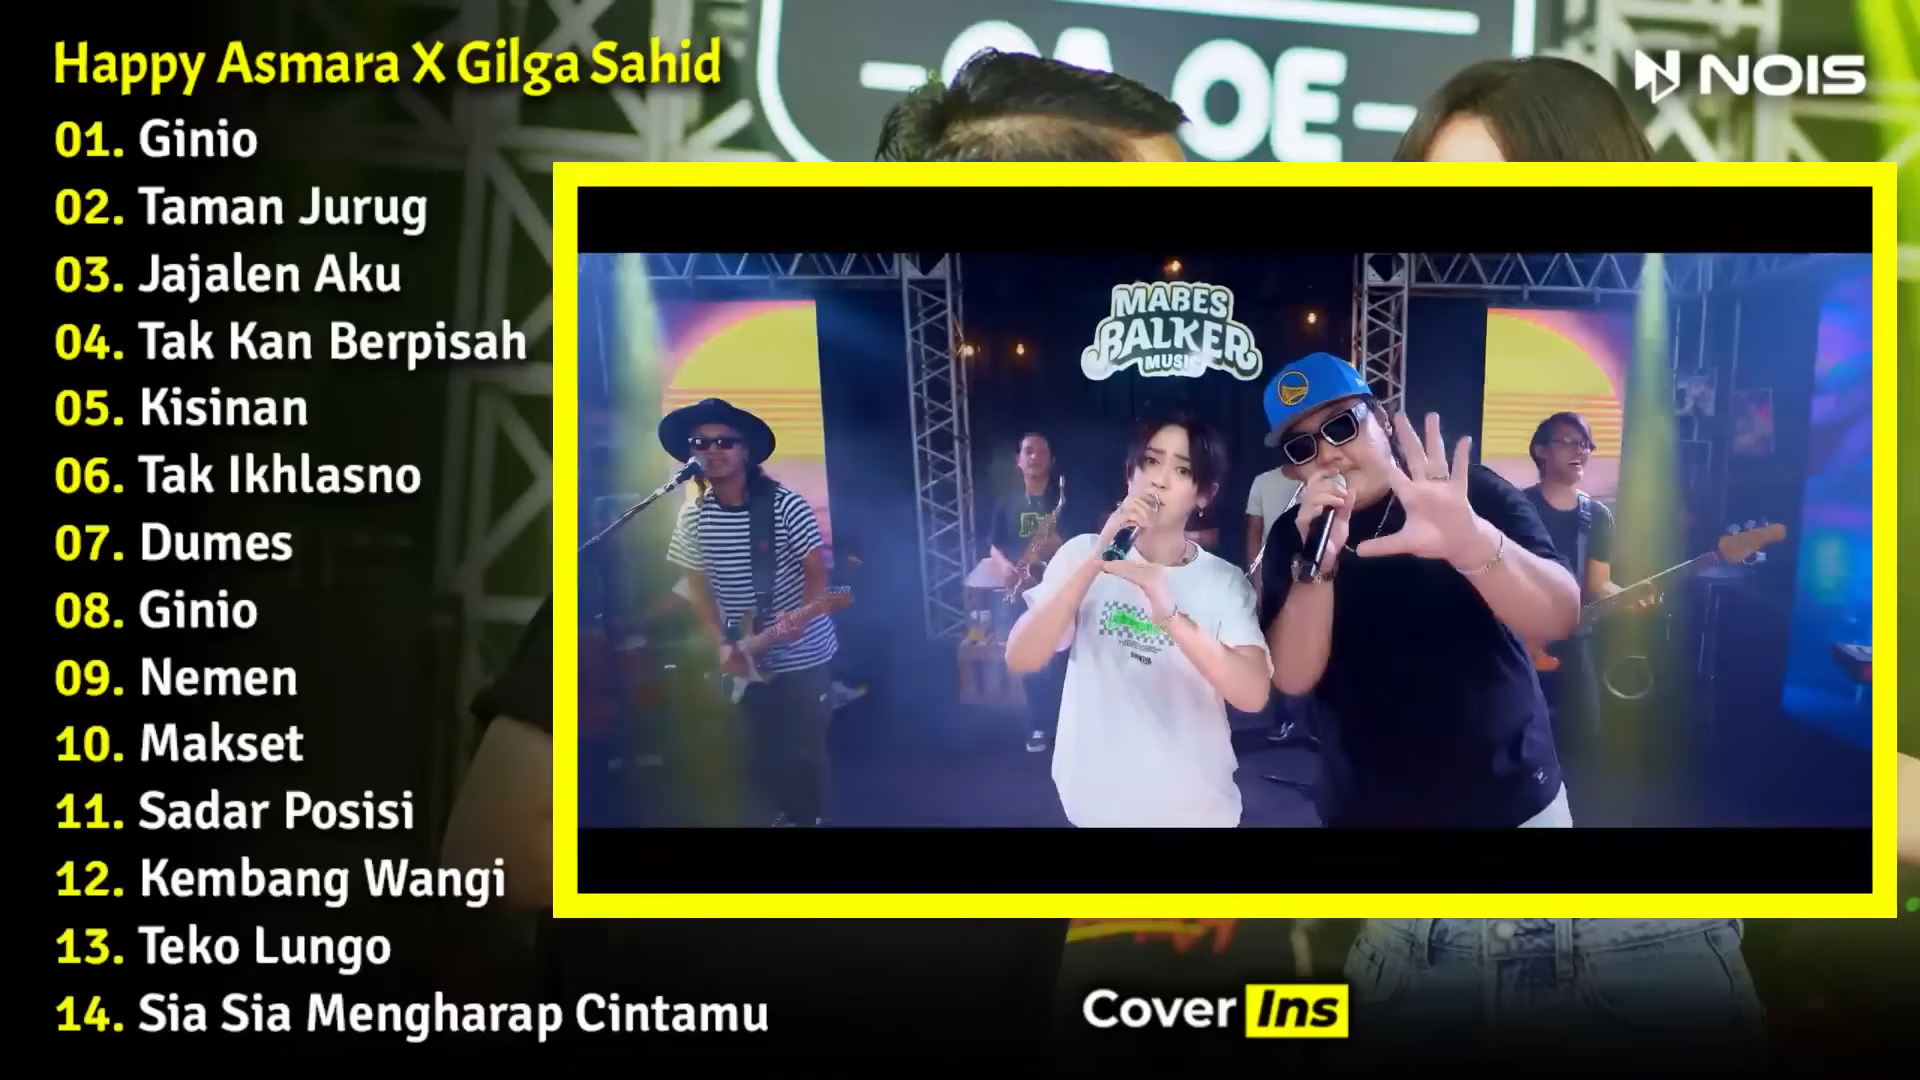 Happy Asmara X Gilga Sahid
01. Ginio
02. Taman Jurug
03. Jajalen Aku
04. Tak Kan Berpisah
05. Kisinan
06. Tak Ikhlasno
07. Dumes
08. Ginio
09. Nemen
10. Makset
11. Sadar Posisi
12. Kembang Wangi
13. Teko Lungo
14. Sia Sia Mengharap Cintamu
OE
NOIS
MABES
BALKER
MUSIC
Cover Ins